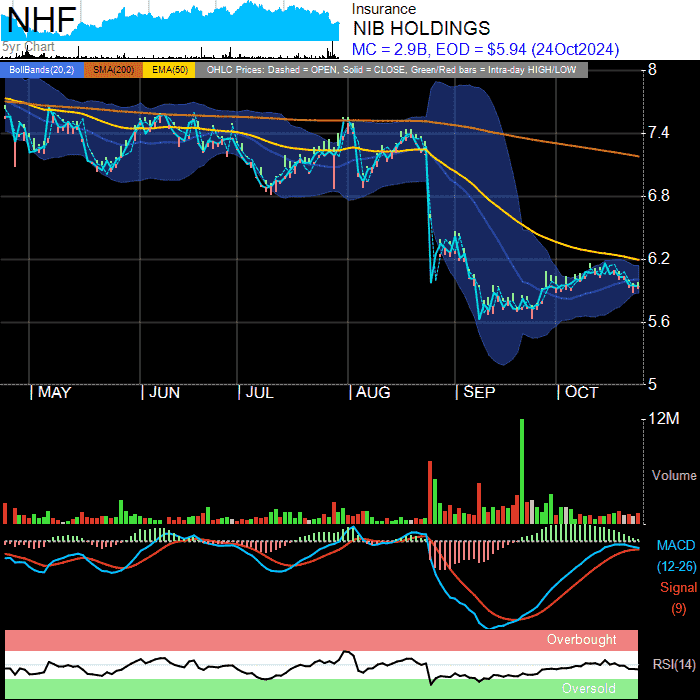 NHF
5yr Chart
Insurance
NIB HOLDINGS
MC = 2.9B, EOD = $5.94 (24Oct2024)
BollBands(20,2) SMA(200) EMA(50) OHLC Prices: Dashed = OPEN, Solid = CLOSE, Green/Red bars = Intra-day HIGH/LOW
8
7.4
6.8
6.2
5.6
5
MAY JUN JUL AUG SEP OCT
12M
Volume
MACD
(12-26)
Signal
(9)
Overbought
RSI(14)
Oversold